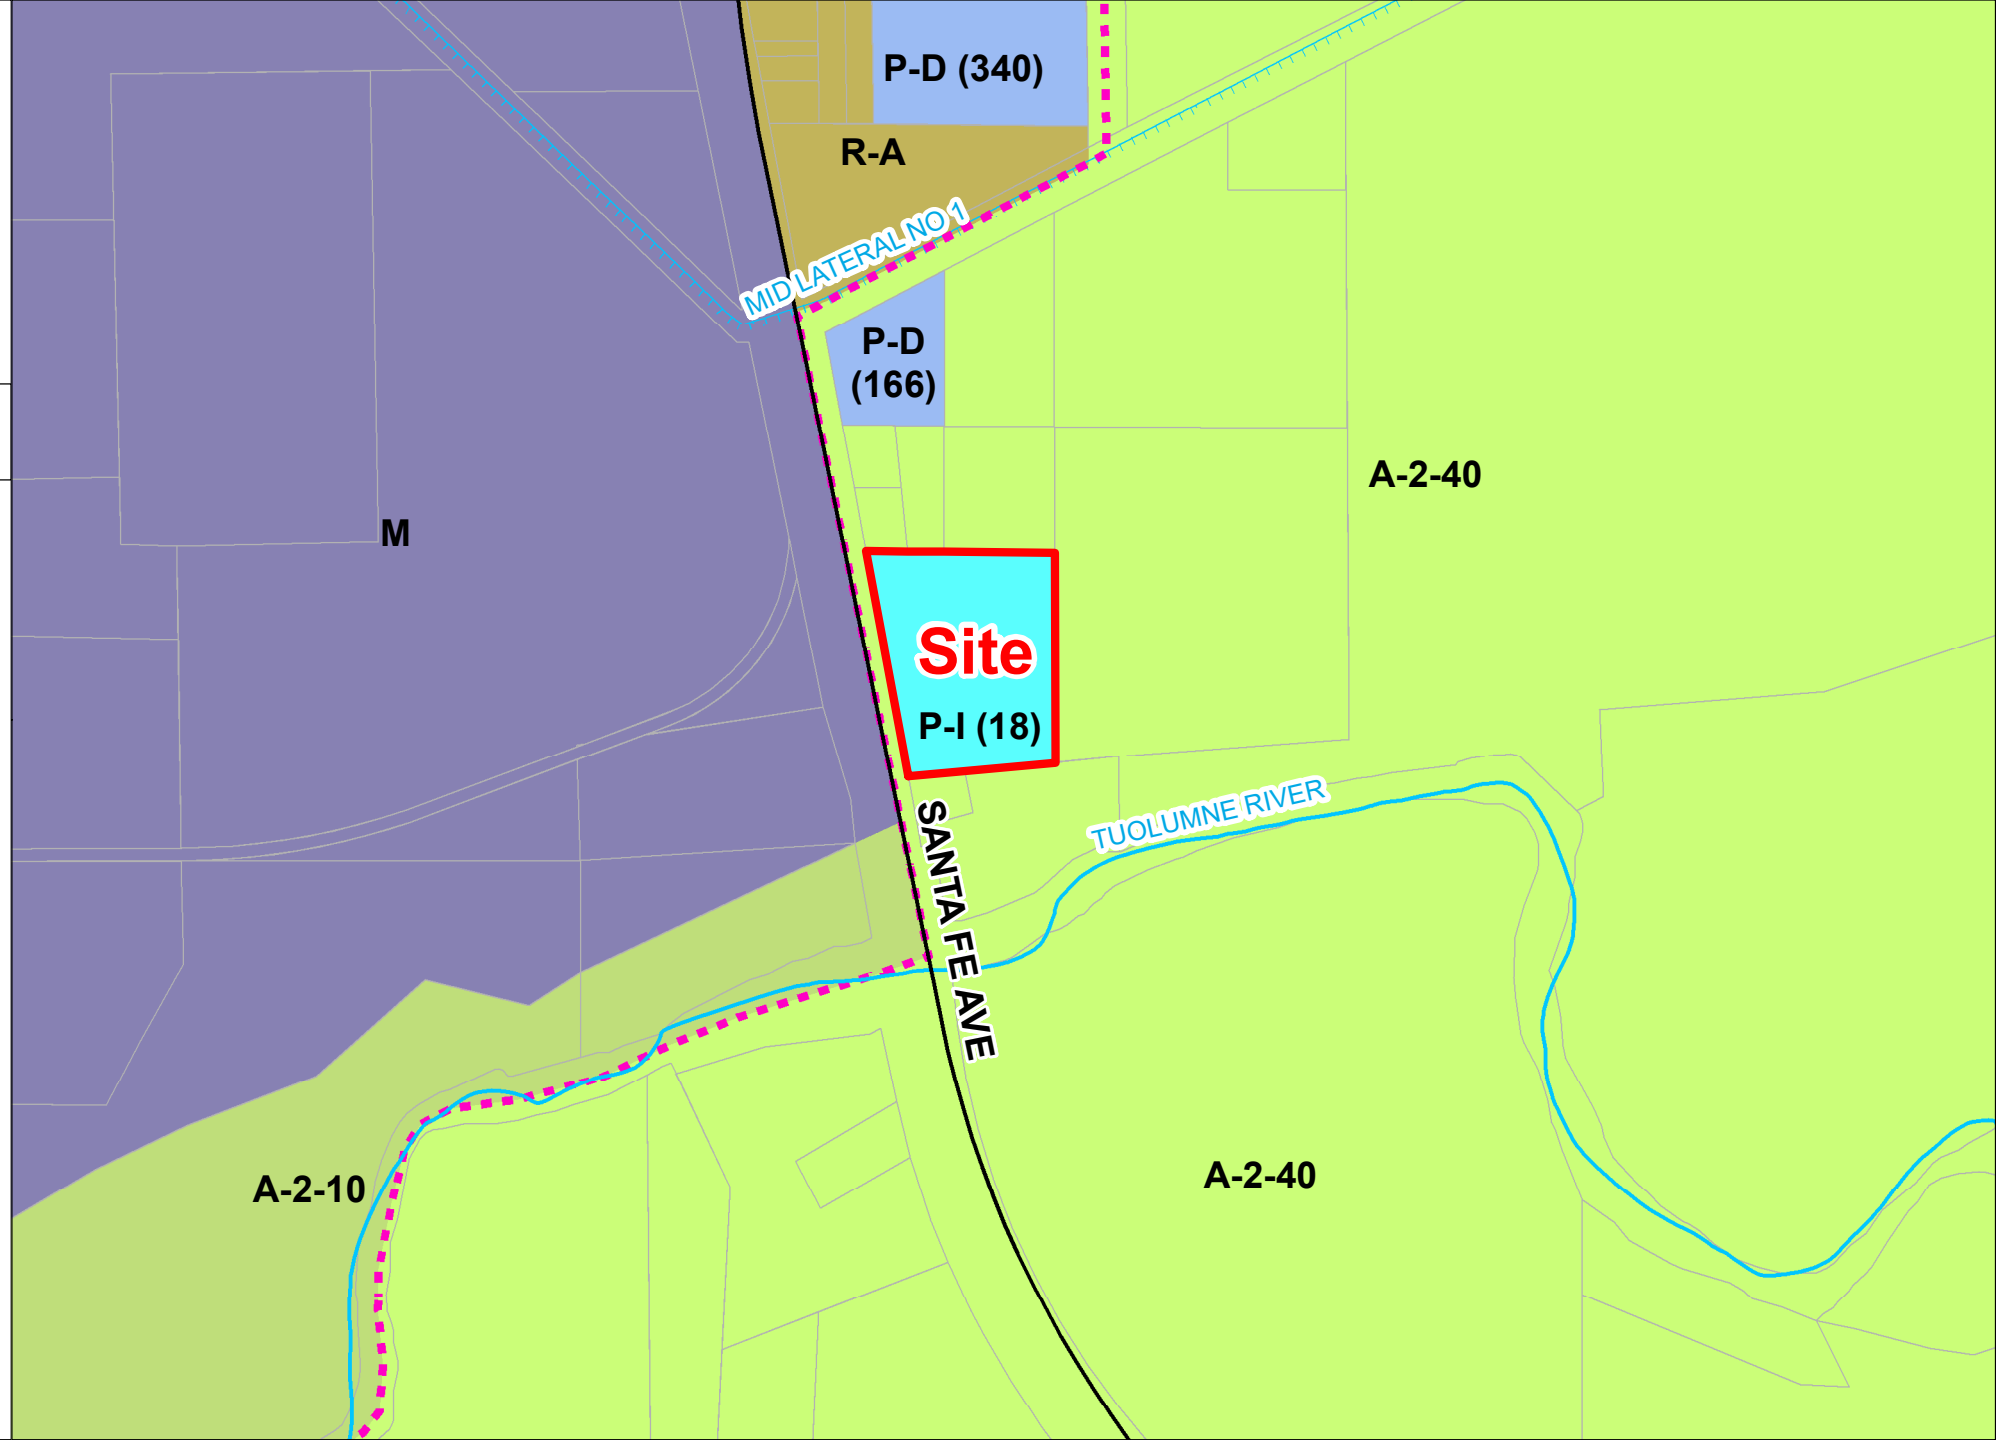 P-D (340)
R-A
MID LATERAL NO 1
P-D
(166)
A-2-40
M
Site
P-I (18)
TUOLUMNE RIVER
SANTA FE AVE
A-2-10
A-2-40